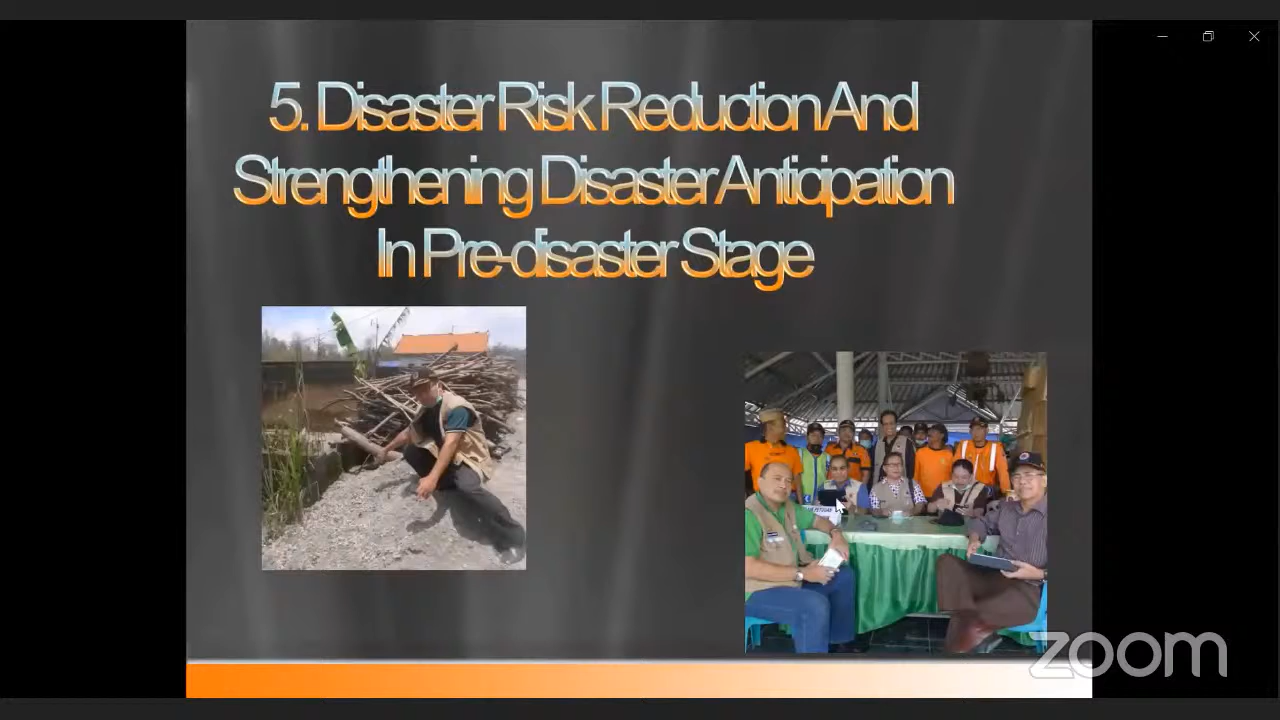 5. Disaster Risk Reduction And
Strengthening Disaster Anticipation
In Pre-disaster Stage
zoom